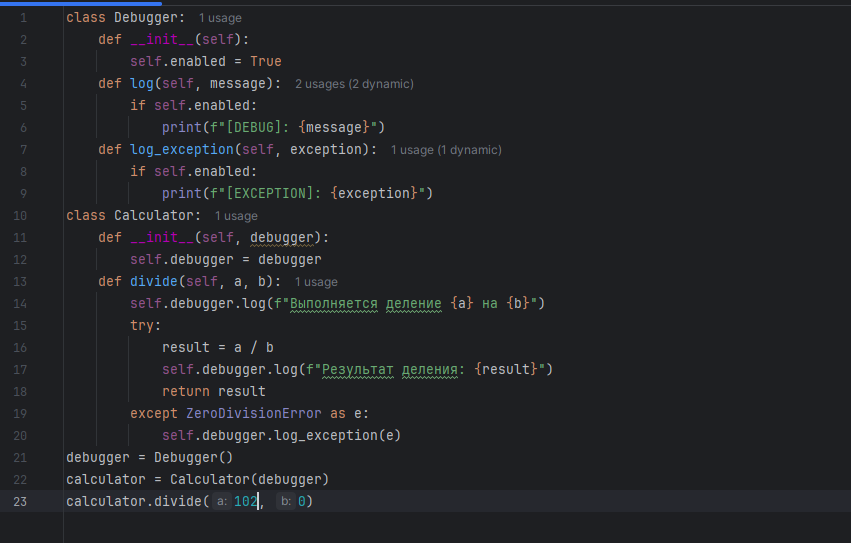 1 class Debugger: 1 usage
2 def __init__(self):
3 self.enabled = True
4 def log(self, message): 2 usages (2 dynamic)
5 if self.enabled:
6 print(f"[DEBUG]: {message}")
7 def log_exception(self, exception): 1 usage (1 dynamic)
8 if self.enabled:
9 print(f"[EXCEPTION]: {exception}")
10 class Calculator: 1 usage
11 def __init__(self, debugger):
12 self.debugger = debugger
13 def divide(self, a, b): 1 usage
14 self.debugger.log(f"Выполняется деление {a} на {b}")
15 try:
16 result = a / b
17 self.debugger.log(f"Результат деления: {result}")
18 return result
19 except ZeroDivisionError as e:
20 self.debugger.log_exception(e)
21 debugger = Debugger()
22 calculator = Calculator(debugger)
23 calculator.divide( a: 102, b: 0)